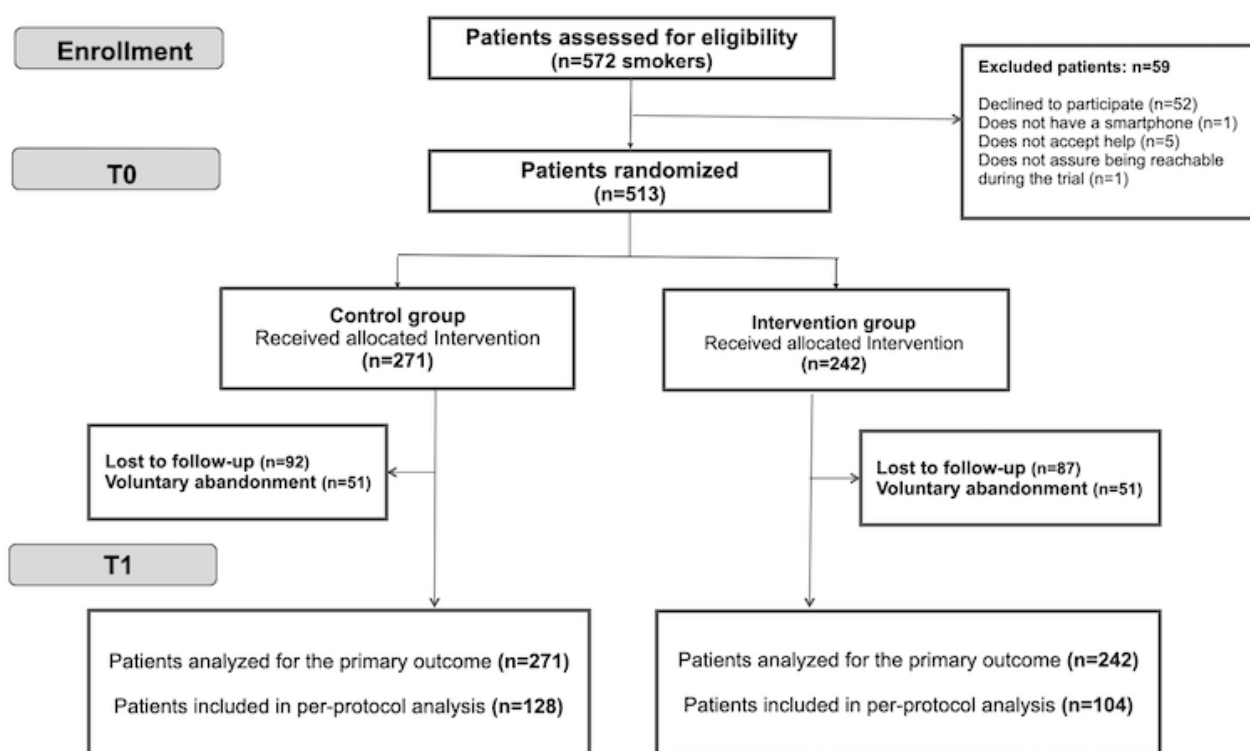 Enrollment
Patients assessed for eligibility
(n=572 smokers)
Excluded patients: n=59
Declined to participate (n=52)
Does not have a smartphone (n=1)
Does not accept help (n=5)
Does not assure being reachable
during the trial (n=1)
T0
Patients randomized
(n=513)
Control group
Received allocated Intervention
(n=271)
Intervention group
Received allocated Intervention
(n=242)
Lost to follow-up (n=92)
Voluntary abandonment (n=51)
Lost to follow-up (n=87)
Voluntary abandonment (n=51)
T1
Patients analyzed for the primary outcome (n=271)
Patients included in per-protocol analysis (n=128)
Patients analyzed for the primary outcome (n=242)
Patients included in per-protocol analysis (n=104)